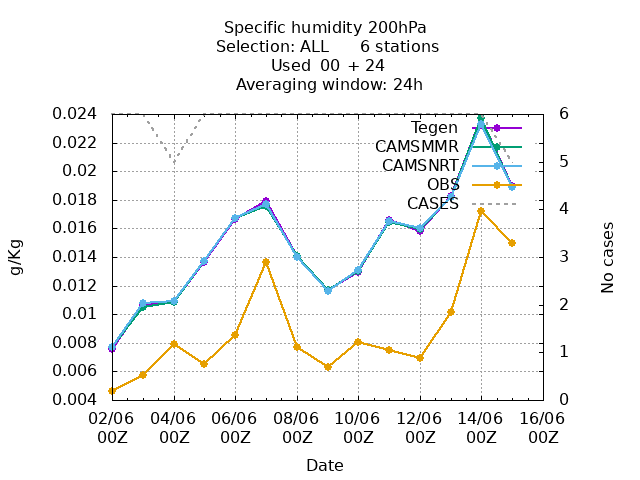 Specific humidity 200hPa
Selection: ALL 6 stations
Used 00 + 24
Averaging window: 24h
0.024
0.022
0.02
0.018
0.016
0.014
0.012
0.01
0.008
0.006
0.004
g/Kg
Tegen
CAMSMMR
CAMSNRT
OBS
CASES
6
5
4
3
2
1
0
No cases
02/06 04/06 06/06 08/06 10/06 12/06 14/06 16/06
00Z 00Z 00Z 00Z 00Z 00Z 00Z 00Z
Date